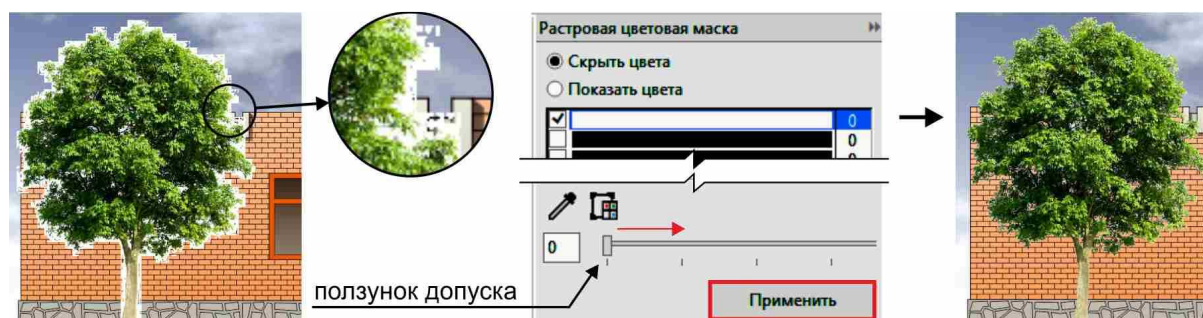 Растровая цветовая маска
Скрыть цвета
Показать цвета
0
0
0
0
ползунок допуска
Применить